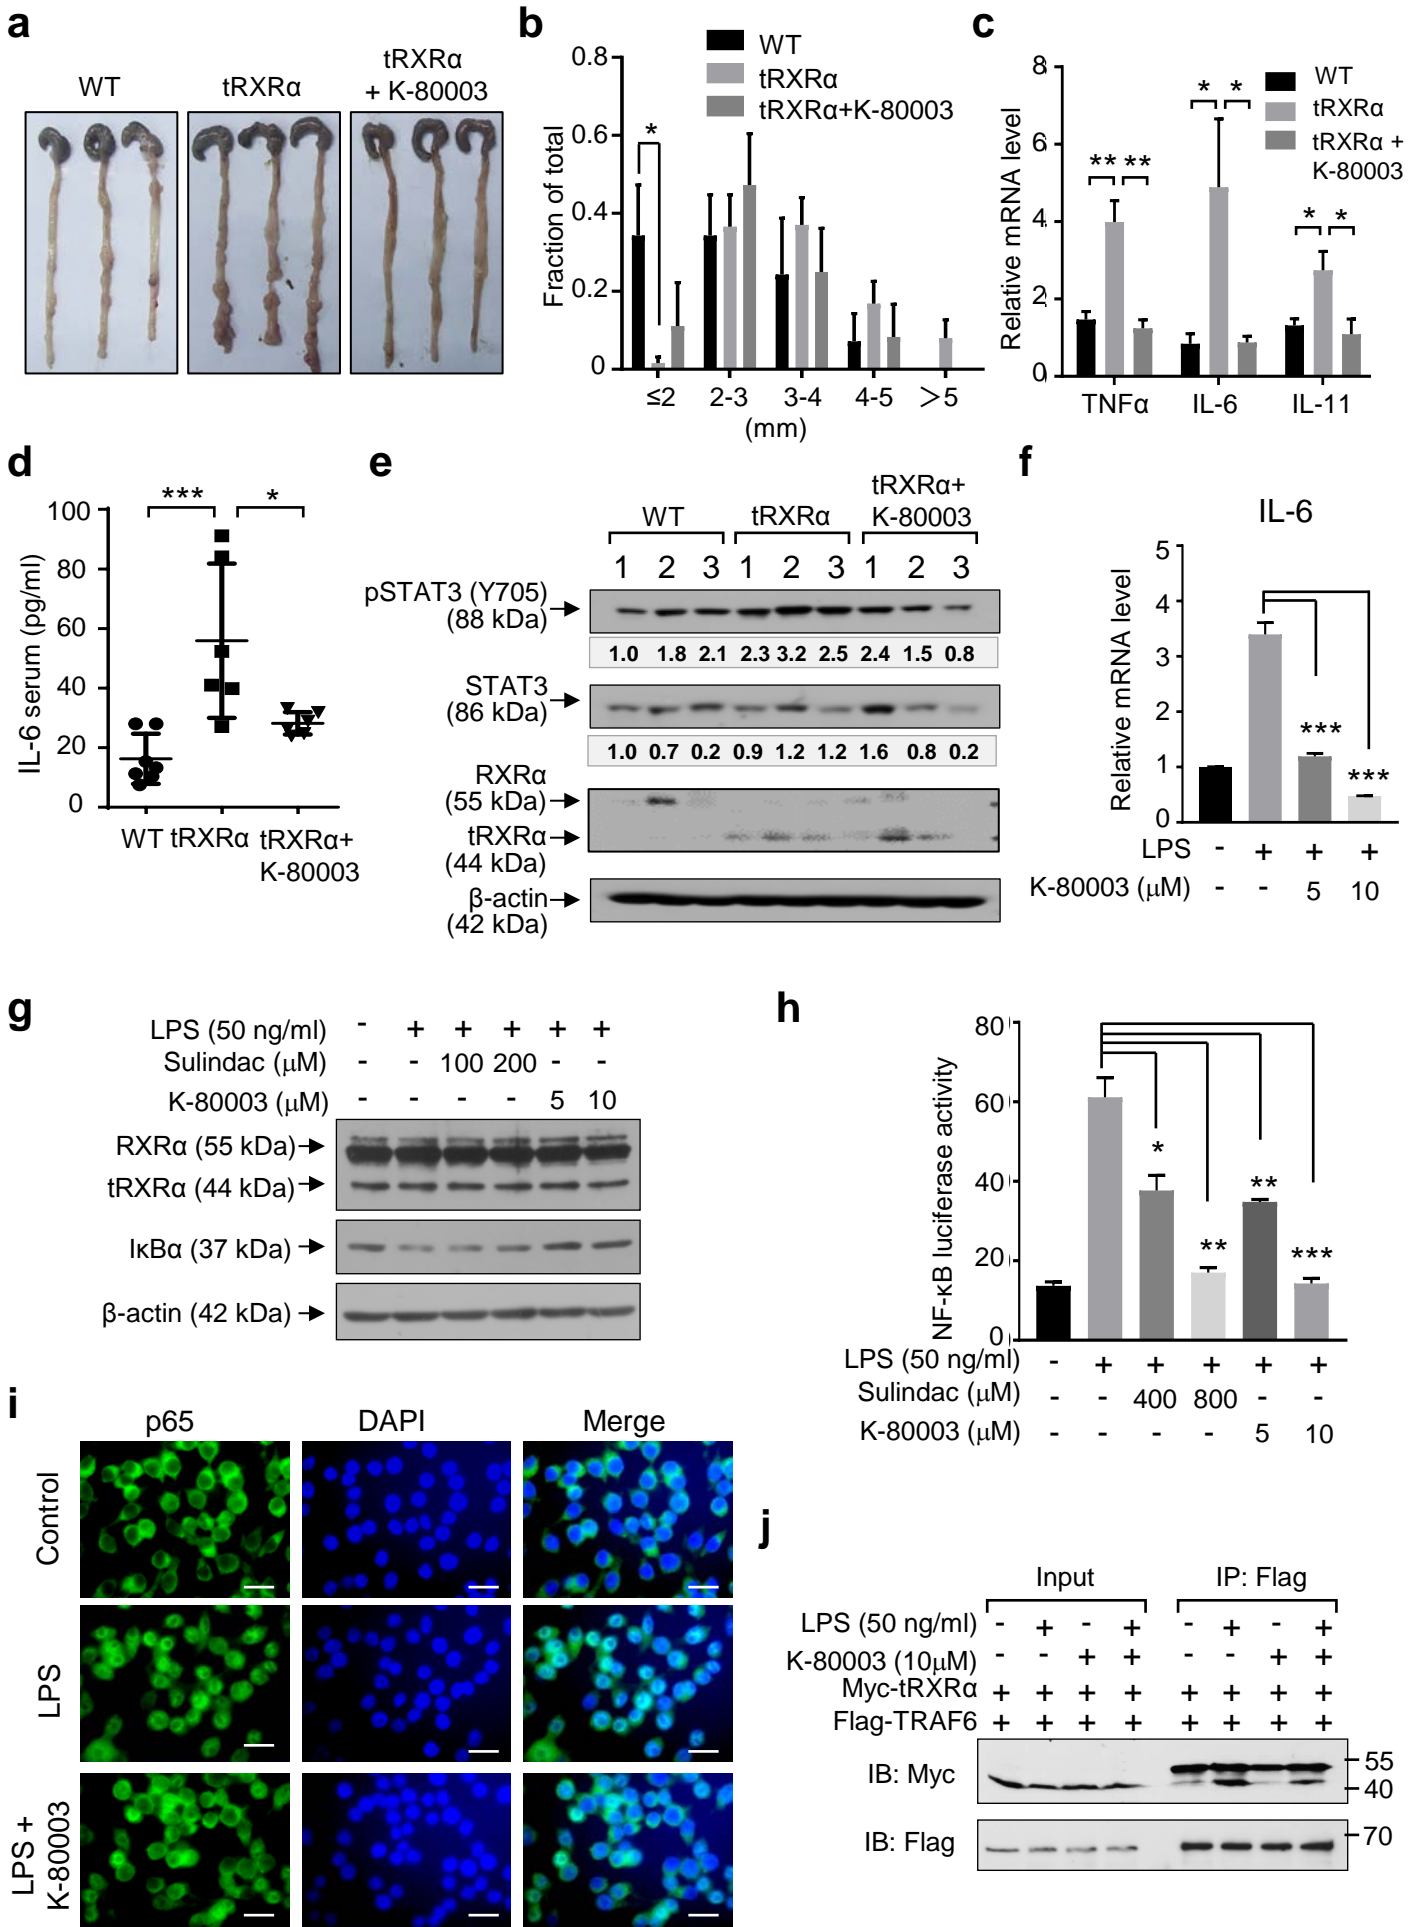 a
WT
tRXRα
tRXRα
+ K-80003
b
WT
tRXRα
tRXRα+K-80003
*
Fraction of total
0.8
0.6
0.4
0.2
0
≤2
2-3
3-4
4-5
>5
(mm)
c
WT
tRXRα
tRXRα +
K-80003
** **
* *
* *
Relative mRNA level
8
6
4
2
0
TNFα
IL-6
IL-11
d
***
*
IL-6 serum (pg/ml)
100
80
60
40
20
0
WT
tRXRα
tRXRα+
K-80003
e
WT
tRXRα
tRXRα+
K-80003
1 2 3 1 2 3 1 2 3
pSTAT3 (Y705)
(88 kDa)
1.0 1.8 2.1 2.3 3.2 2.5 2.4 1.5 0.8
STAT3
(86 kDa)
1.0 0.7 0.2 0.9 1.2 1.2 1.6 0.8 0.2
RXRα
(55 kDa)
tRXRα
(44 kDa)
β-actin
(42 kDa)
f
IL-6
Relative mRNA level
5
4
3
2
1
0
***
***
LPS - + + +
K-80003 (μM) - - 5 10
g
LPS (50 ng/ml) - + + + + +
Sulindac (μM) - - 100 200 - -
K-80003 (μM) - - - - 5 10
RXRα (55 kDa)
tRXRα (44 kDa)
IκBα (37 kDa)
β-actin (42 kDa)
h
NF-κB luciferase activity
80
60
40
20
0
*
**
**
***
LPS (50 ng/ml) - + + + + +
Sulindac (μM) - - 400 800 - -
K-80003 (μM) - - - - 5 10
i
p65
DAPI
Merge
Control
LPS
LPS +
K-80003
j
Input
IP: Flag
LPS (50 ng/ml) - + - + - + - +
K-80003 (10μM) - - + + - - + +
Myc-tRXRα + + + + + + + +
Flag-TRAF6 + + + + + + + +
IB: Myc
55
40
IB: Flag
70